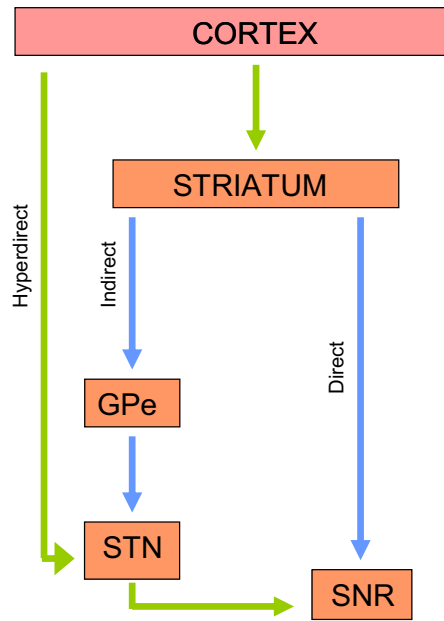 CORTEX
STRIATUM
Hyperdirect
Indirect
Direct
GPe
STN
SNR